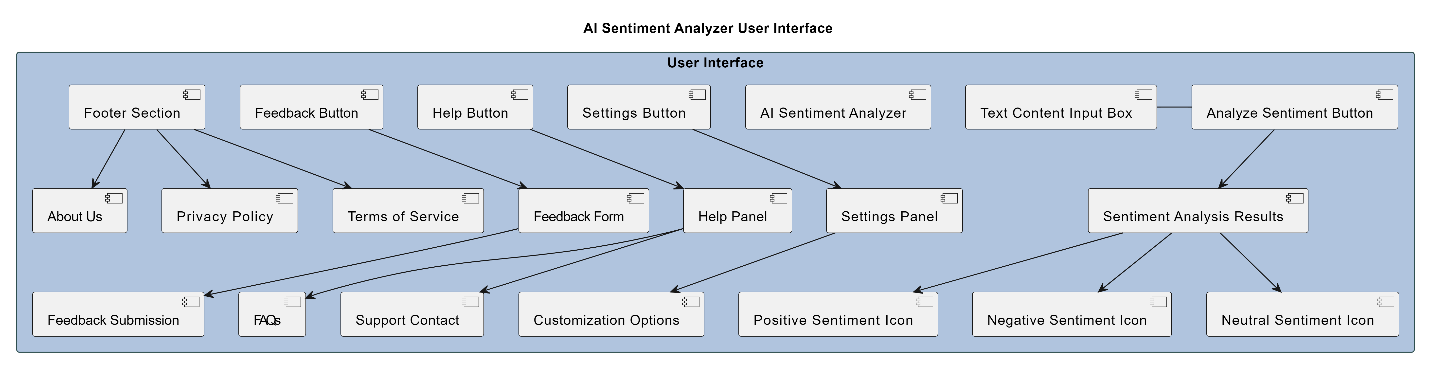 AI Sentiment Analyzer User Interface
User Interface
Footer Section
Feedback Button
Help Button
Settings Button
AI Sentiment Analyzer
Text Content Input Box
Analyze Sentiment Button
About Us
Privacy Policy
Terms of Service
Feedback Form
Help Panel
Settings Panel
Sentiment Analysis Results
Feedback Submission
FAQs
Support Contact
Customization Options
Positive Sentiment Icon
Negative Sentiment Icon
Neutral Sentiment Icon